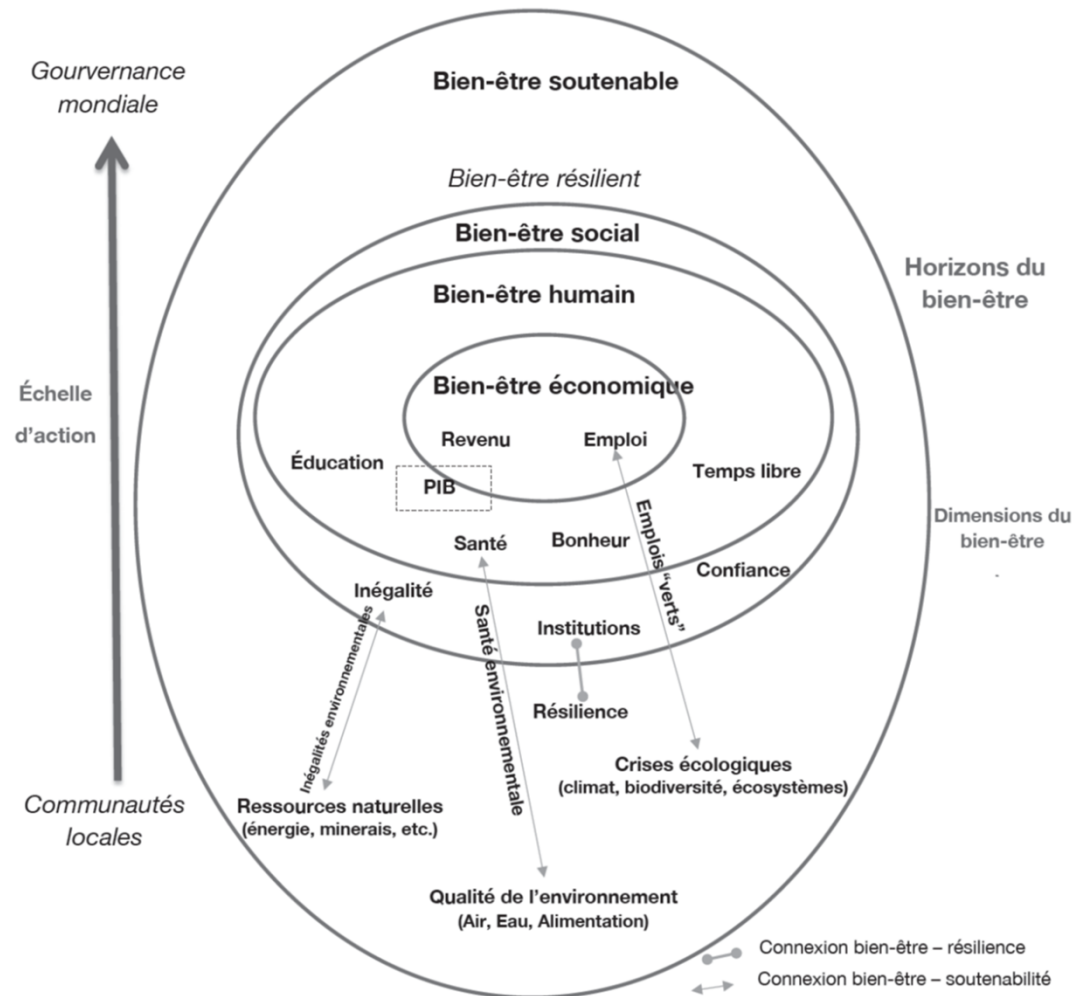 Gourvernance
mondiale
Bien-être soutenable
Bien-être résilient
Bien-être social
Horizons du
bien-être
Bien-être humain
Échelle
d'action
Bien-être économique
Revenu
Emploi
Éducation
Temps libre
PIB
Dimensions du
bien-être
Santé
Bonheur
Emplois "verts"
Confiance
Inégalité
Institutions
Inégalités environnementales
Santé environnementale
Résilience
Crises écologiques
(climat, biodiversité, écosystèmes)
Communautés
locales
Ressources naturelles
(énergie, minerais, etc.)
Qualité de l'environnement
(Air, Eau, Alimentation)
Connexion bien-être – résilience
Connexion bien-être – soutenabilité